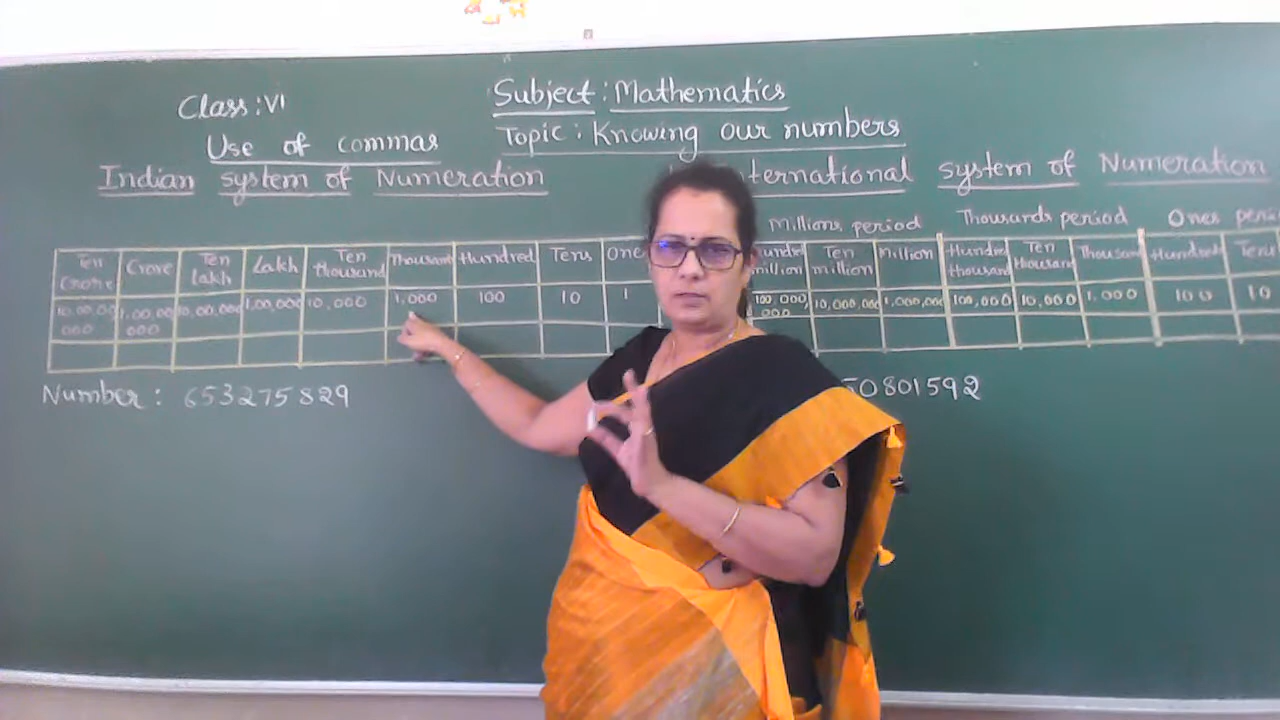 Class: VI
Subject: Mathematics
Use of commas
Topic: Knowing our numbers
Indian system of Numeration
ternational system of Numeration
Millions period Thousands period Ones peri
Ten Crore Crore Ten lakh Lakh Ten thousand Thousand Hundred Tens One
10,00,00,000 1,00,00,000 10,00,000 1,00,000 10,000 1,000 100 10 1
Hundred million Ten million Million Hundred thousand Ten thousand Thousand Hundred Tens
100,000,000 10,000,000 1,000,000 100,000 10,000 1,000 100 10
Number: 653275829
50801592